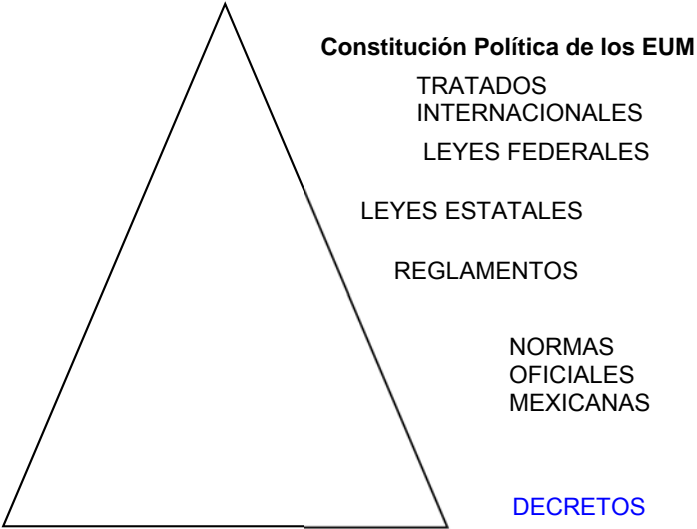 Constitución Política de los EUM
TRATADOS
INTERNACIONALES
LEYES FEDERALES
LEYES ESTATALES
REGLAMENTOS
NORMAS
OFICIALES
MEXICANAS
DECRETOS